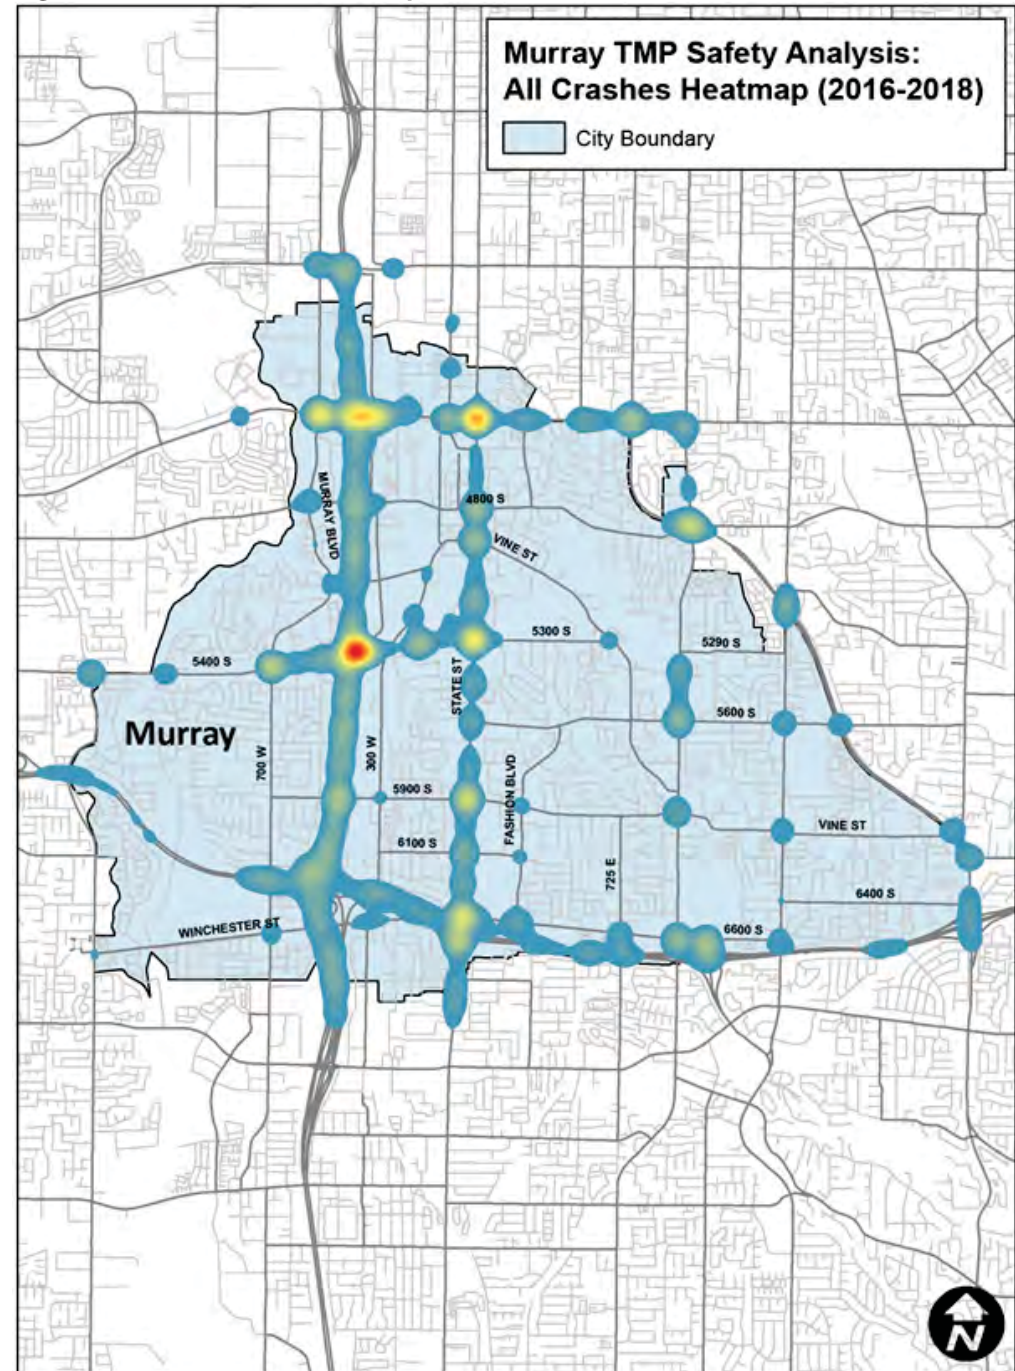 Murray TMP Safety Analysis:
All Crashes Heatmap (2016-2018)
City Boundary
MURRAY BLVD
4800 S
VINE ST
5300 S
5290 S
5400 S
STATE ST
5600 S
Murray
700 W
300 W
5900 S
FASHION BLVD
VINE ST
6100 S
725 E
6400 S
WINCHESTER ST
6600 S
N